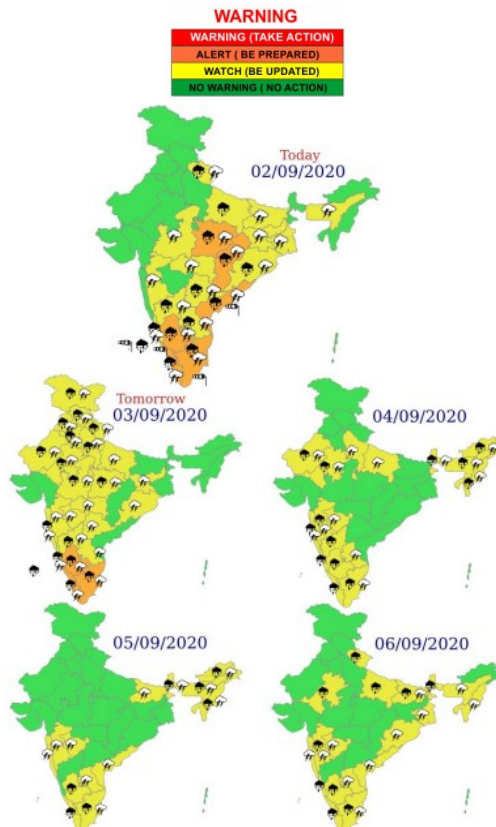 WARNING
WARNING (TAKE ACTION)
ALERT ( BE PREPARED)
WATCH (BE UPDATED)
NO WARNING ( NO ACTION)
Today
02/09/2020
Tomorrow
03/09/2020
04/09/2020
05/09/2020
06/09/2020